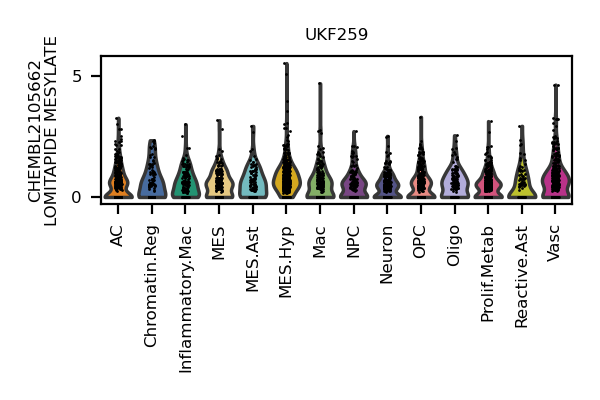 UKF259
CHEMBL2105662
LOMITAPIDE MESYLATE
5
0
AC
Chromatin.Reg
Inflammatory.Mac
MES
MES.Ast
MES.Hyp
Mac
NPC
Neuron
OPC
Oligo
Prolif.Metab
Reactive.Ast
Vasc